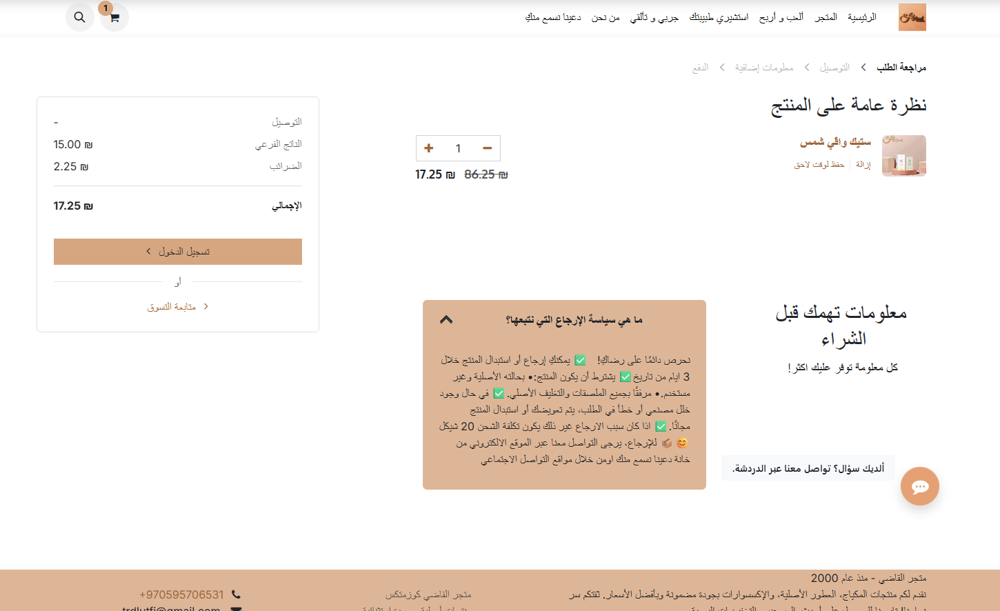 الرئيسية المتجر ألعب و أربح استشيري طبيبتك جربي و تألقي من نحن دعينا نسمع منكِ
1
مراجعة الطلب
التوصيل
معلومات إضافية
الدفع
نظرة عامة على المنتج
ستيك واقي شمس
إزالة
حفظ لوقت لاحق
1
86.25 ₪ 17.25 ₪
التوصيل -
الناتج الفرعي 15.00 ₪
الضرائب 2.25 ₪
الإجمالي 17.25 ₪
تسجيل الدخول
أو
متابعة التسوق
معلومات تهمك قبل
الشراء
كل معلومة توفر عليك اكثر!
ما هي سياسة الإرجاع التي نتبعها؟
نحرص دائمًا على رضاكِ! ✅ يمكنكِ إرجاع أو استبدال المنتج خلال
3 ايام من تاريخ✅ يشترط أن يكون المنتج:• بحالته الأصلية وغير
مستخدم.• مرفقًا بجميع الملصقات والتغليف الأصلي.✅ في حال وجود
خلل مصنعي أو خطأ في الطلب، يتم تعويضك أو استبدال المنتج
مجانًا.✅ اذا كان سبب الارجاع غير ذلك يكون تكلفة الشحن 20 شيكل
😊 📦 للإرجاع، يرجى التواصل معنا عبر الموقع الالكتروني من
خانة دعينا نسمع منك اومن خلال مواقع التواصل الاجتماعي
ألديك سؤال؟ تواصل معنا عبر الدردشة.
متجر القاضي - منذ عام 2000
نقدم لكم منتجات المكياج، العطور الأصلية، والإكسسوارات بجودة مضمونة وبأفضل الأسعار. ثقتكم سر
متجر القاضي كوزمتكس
+970595706531
trdlutfi@gmail.com